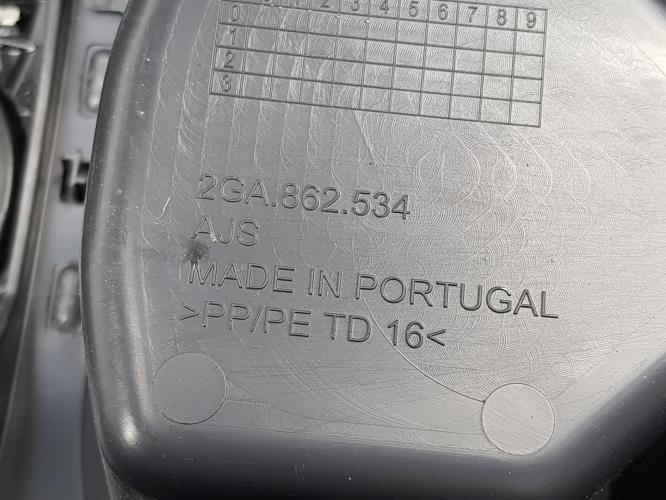 0 1 2 3 4 5 6 7 8 9
0
1
2
3
2GA.862.534
AJS
MADE IN PORTUGAL
>PP/PE TD 16<